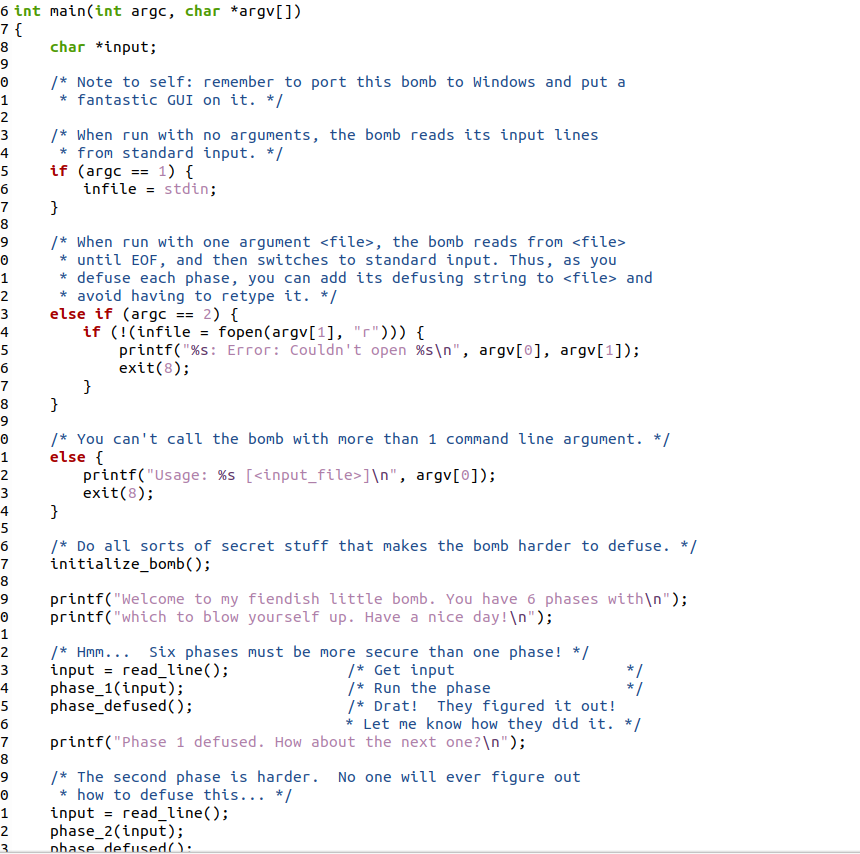 6 int main(int argc, char *argv[])
7 {
8     char *input;
9
0     /* Note to self: remember to port this bomb to Windows and put a
1      * fantastic GUI on it. */
2
3     /* When run with no arguments, the bomb reads its input lines
4      * from standard input. */
5     if (argc == 1) {
6         infile = stdin;
7     }
8
9     /* When run with one argument <file>, the bomb reads from <file>
0      * until EOF, and then switches to standard input. Thus, as you
1      * defuse each phase, you can add its defusing string to <file> and
2      * avoid having to retype it. */
3     else if (argc == 2) {
4         if (!(infile = fopen(argv[1], "r"))) {
5             printf("%s: Error: Couldn't open %s\n", argv[0], argv[1]);
6             exit(8);
7         }
8     }
9
0     /* You can't call the bomb with more than 1 command line argument. */
1     else {
2         printf("Usage: %s [<input_file>]\n", argv[0]);
3         exit(8);
4     }
5
6     /* Do all sorts of secret stuff that makes the bomb harder to defuse. */
7     initialize_bomb();
8
9     printf("Welcome to my fiendish little bomb. You have 6 phases with\n");
0     printf("which to blow yourself up. Have a nice day!\n");
1
2     /* Hmm...  Six phases must be more secure than one phase! */
3     input = read_line();             /* Get input                   */
4     phase_1(input);                  /* Run the phase               */
5     phase_defused();                 /* Drat!  They figured it out!
6                                      * Let me know how they did it. */
7     printf("Phase 1 defused. How about the next one?\n");
8
9     /* The second phase is harder.  No one will ever figure out
0      * how to defuse this... */
1     input = read_line();
2     phase_2(input);
3     phase_defused();